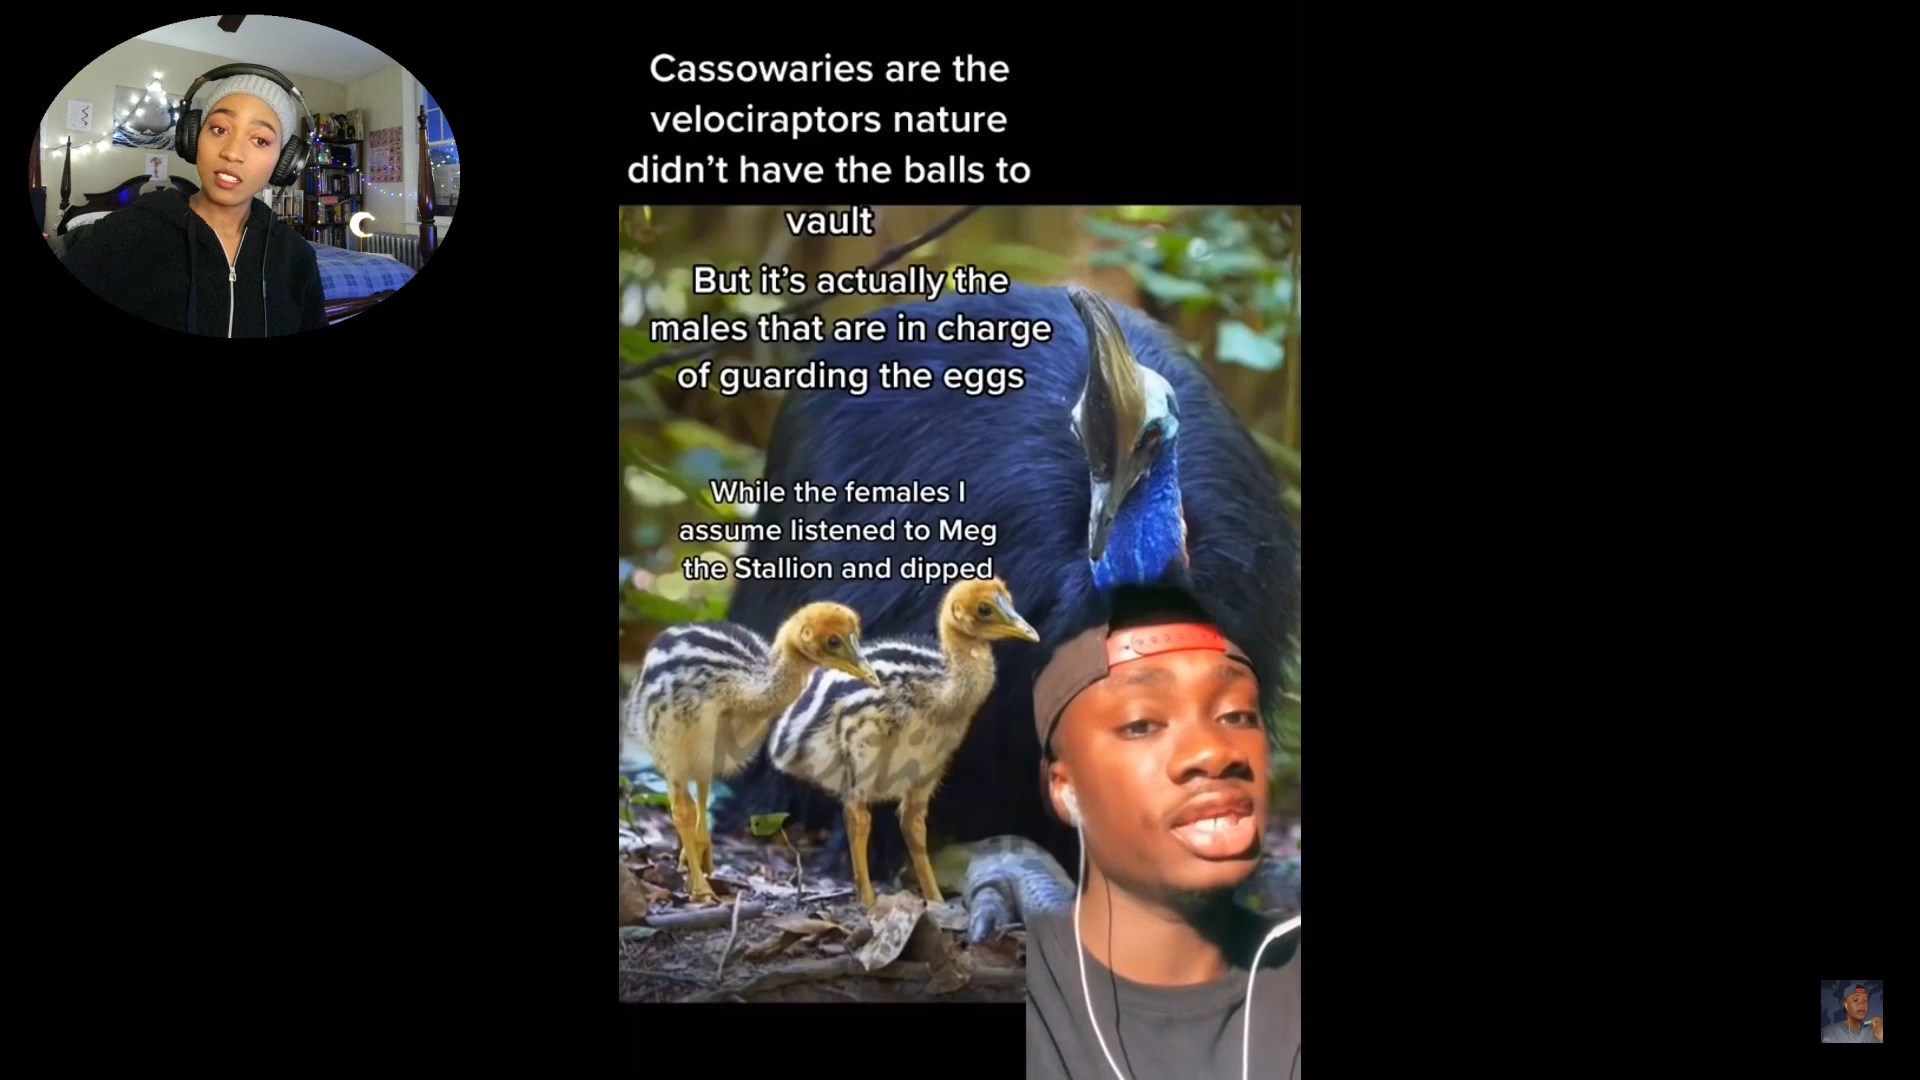 Cassowaries are the
velociraptors nature
didn't have the balls to
vault
But it's actually the
males that are in charge
of guarding the eggs
While the females I
assume listened to Meg
the Stallion and dipped